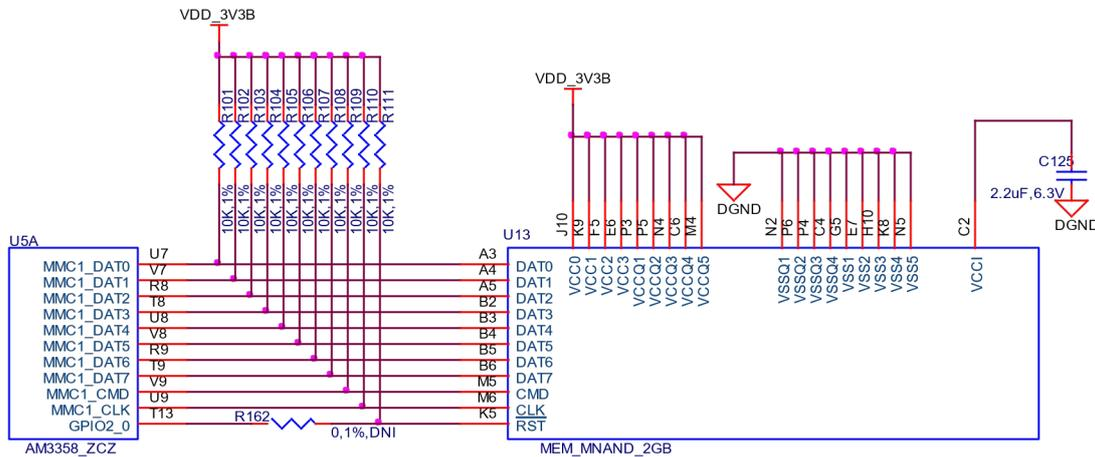 VDD_3V3B
R101
R102
R103
R104
R105
R106
R107
R108
R109
R110
R111
10K,1%
10K,1%
10K,1%
10K,1%
10K,1%
10K,1%
10K,1%
10K,1%
10K,1%
10K,1%
10K,1%
VDD_3V3B
J10
K9
F5
E6
P3
P5
N4
C6
M4
DGND
N2
P6
P4
C4
G5
E7
H10
K8
N5
C2
C125
2.2uF,6.3V
DGND
U5A
U13
VCC0
VCC1
VCC2
VCC3
VCCQ1
VCCQ2
VCCQ3
VCCQ4
VCCQ5
VSSQ1
VSSQ2
VSSQ3
VSSQ4
VSS1
VSS2
VSS3
VSS4
VSS5
VCCI
MMC1_DAT0 U7 A3 DAT0
MMC1_DAT1 V7 A4 DAT1
MMC1_DAT2 R8 A5 DAT2
MMC1_DAT3 T8 B2 DAT3
MMC1_DAT4 U8 B3 DAT4
MMC1_DAT5 V8 B4 DAT5
MMC1_DAT6 R9 B5 DAT6
MMC1_DAT7 T9 B6 DAT7
MMC1_CMD V9 M5 CMD
MMC1_CLK U9 M6 CLK
GPIO2_0 T13 R162 K5 RST
0,1%,DNI
AM3358_ZCZ
MEM_MNAND_2GB